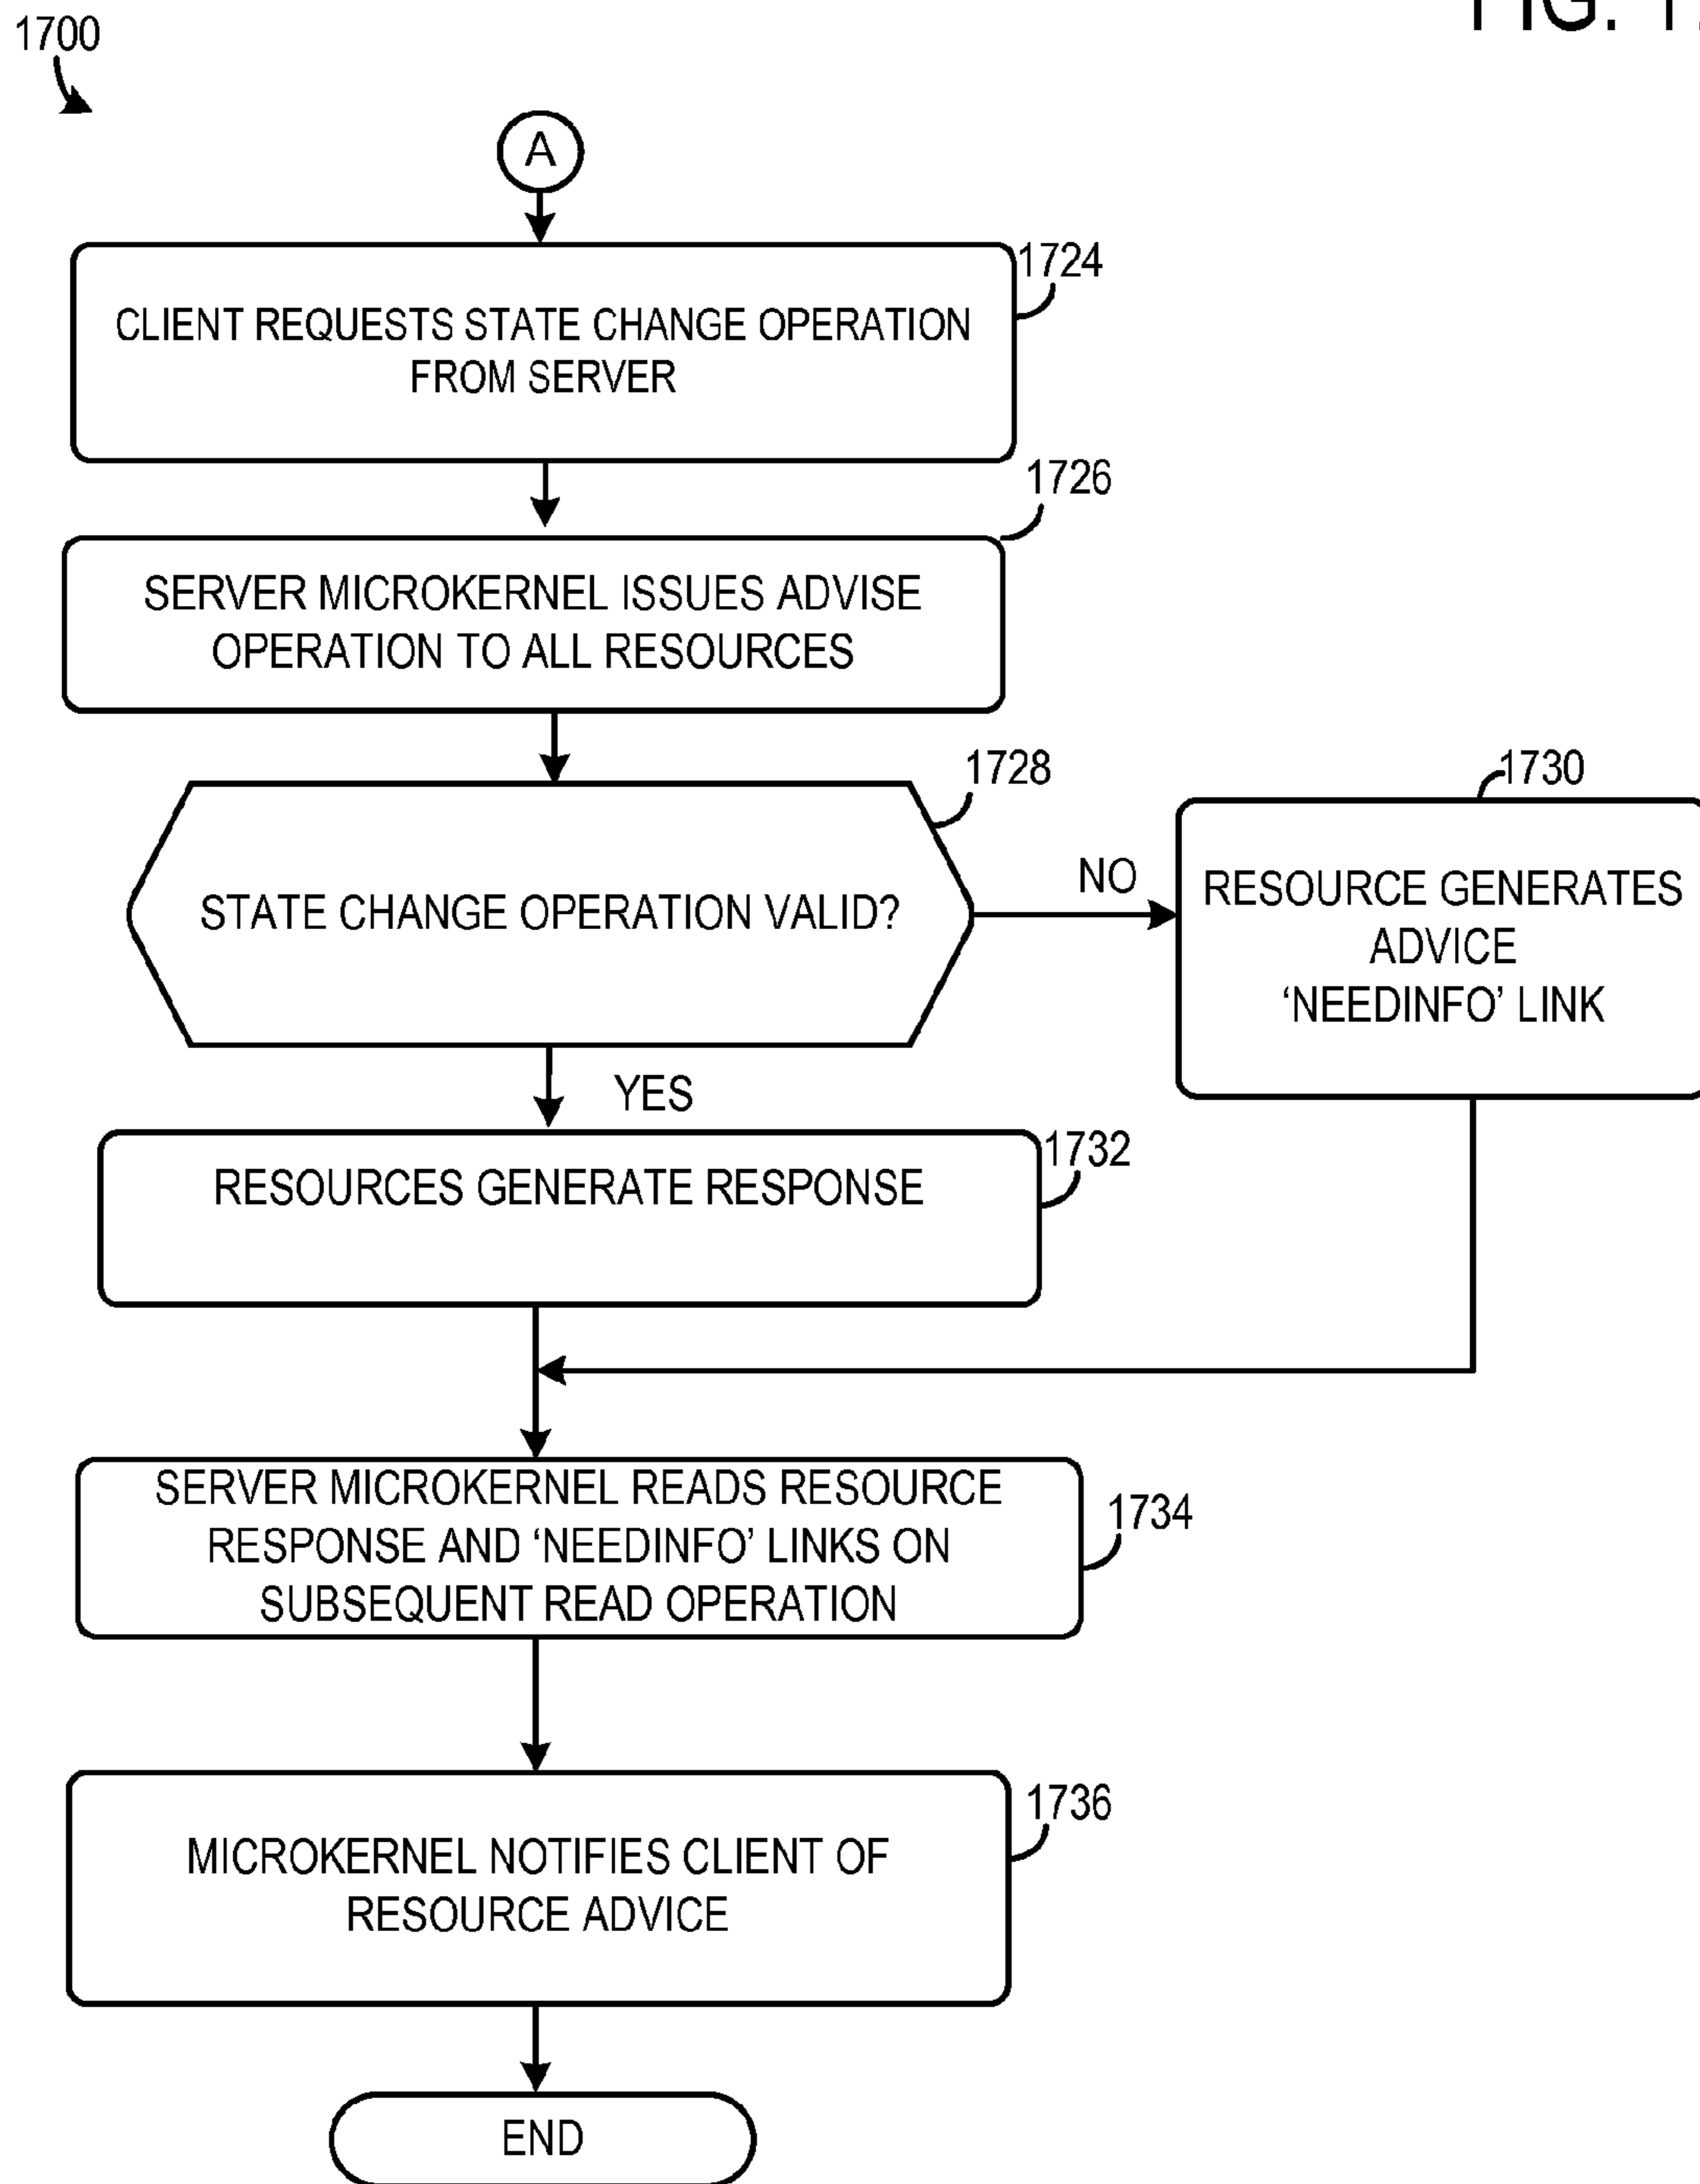 FIG. 1
1700
A
1724
CLIENT REQUESTS STATE CHANGE OPERATION
FROM SERVER
1726
SERVER MICROKERNEL ISSUES ADVISE
OPERATION TO ALL RESOURCES
1728
1730
STATE CHANGE OPERATION VALID?
NO
RESOURCE GENERATES
ADVICE
‘NEEDINFO’ LINK
YES
1732
RESOURCES GENERATE RESPONSE
SERVER MICROKERNEL READS RESOURCE
RESPONSE AND ‘NEEDINFO’ LINKS ON
SUBSEQUENT READ OPERATION
1734
1736
MICROKERNEL NOTIFIES CLIENT OF
RESOURCE ADVICE
END